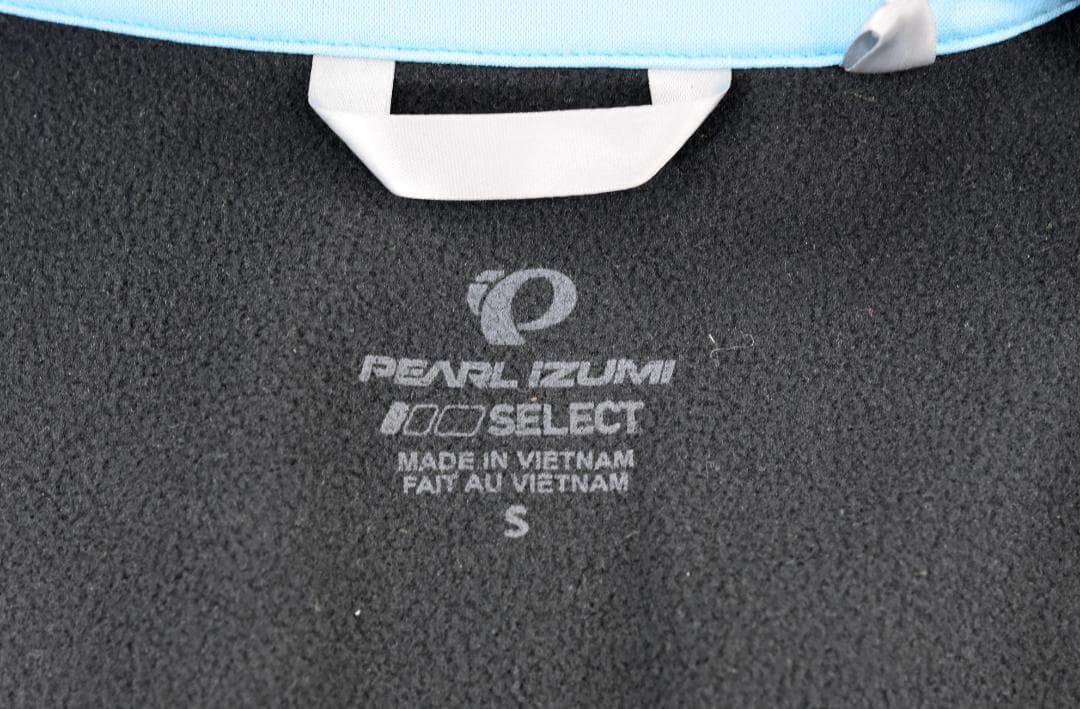 PEARL IZUMI
SELECT
MADE IN VIETNAM
FAIT AU VIETNAM
S